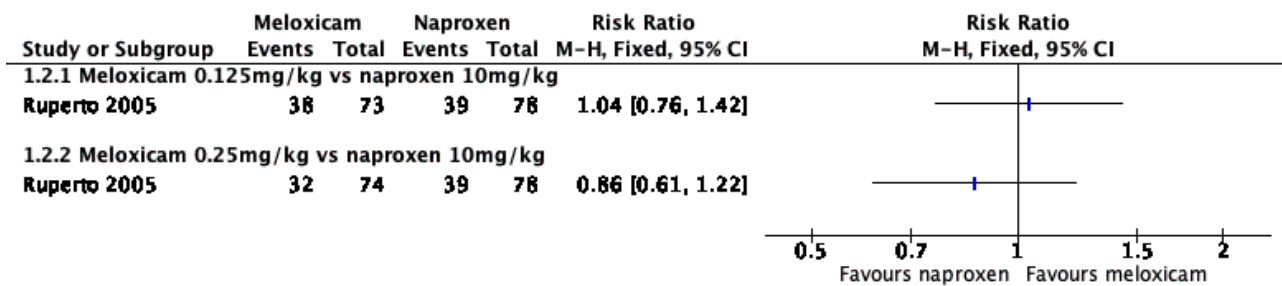 Meloxicam Naproxen Risk Ratio Risk Ratio
Study or Subgroup Events Total Events Total M-H, Fixed, 95% CI M-H, Fixed, 95% CI
1.2.1 Meloxicam 0.125mg/kg vs naproxen 10mg/kg
Ruperto 2005 38 73 39 78 1.04 [0.76, 1.42]
1.2.2 Meloxicam 0.25mg/kg vs naproxen 10mg/kg
Ruperto 2005 32 74 39 78 0.86 [0.61, 1.22]
0.5 0.7 1 1.5 2
Favours naproxen Favours meloxicam